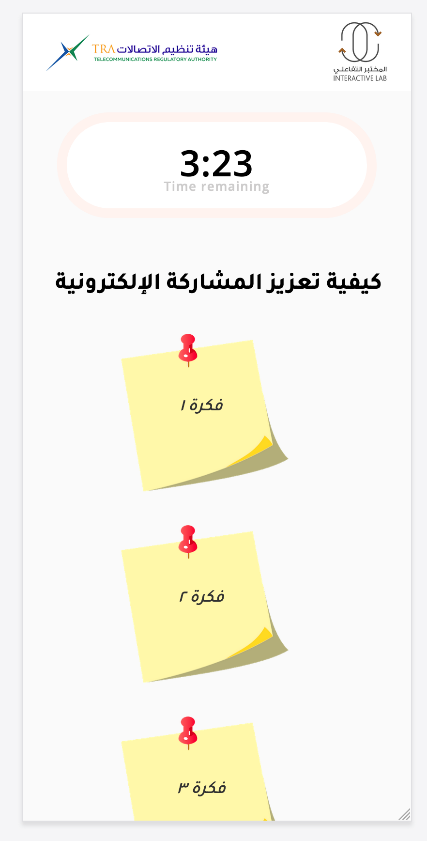 TRA هيئة تنظيم الاتصالات
TELECOMMUNICATIONS REGULATORY AUTHORITY
المختبر التفاعلي
INTERACTIVE LAB
3:23
Time remaining
كيفية تعزيز المشاركة الإلكترونية
فكرة ١
فكرة ٢
فكرة ٣